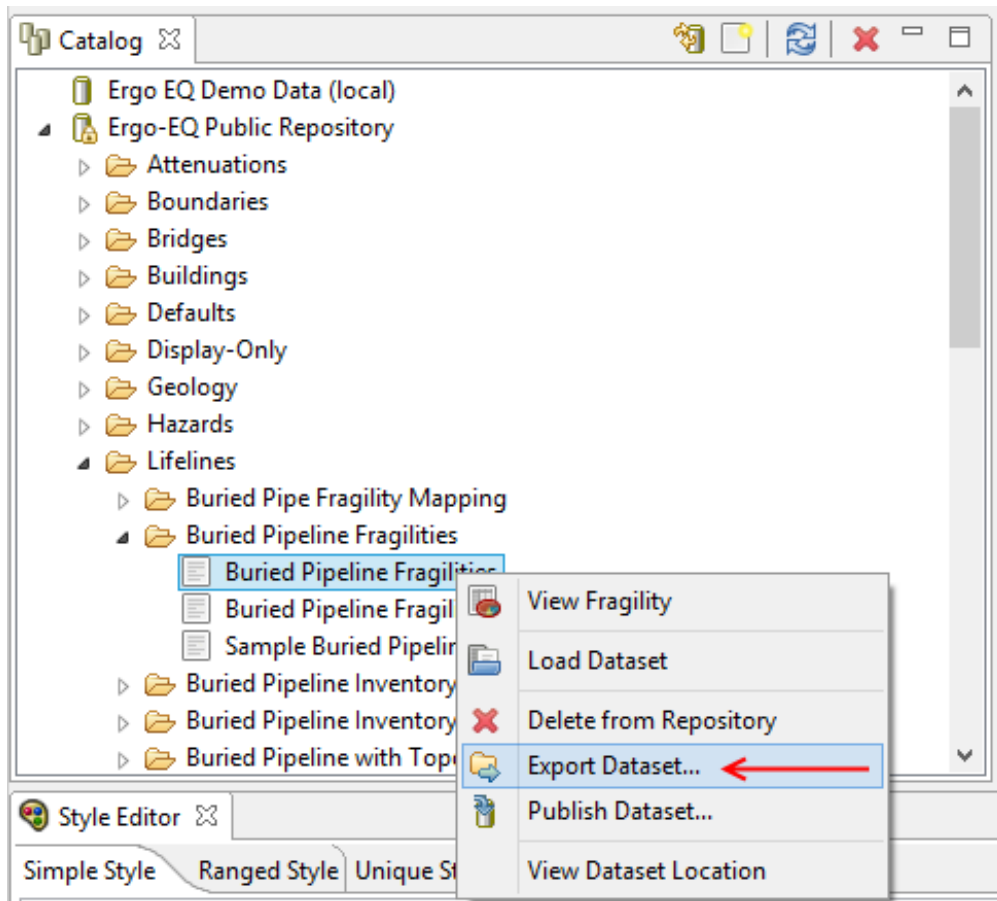 Catalog
Ergo EQ Demo Data (local)
Ergo-EQ Public Repository
Attenuations
Boundaries
Bridges
Buildings
Defaults
Display-Only
Geology
Hazards
Lifelines
Buried Pipe Fragility Mapping
Buried Pipeline Fragilities
Buried Pipeline Fragilities
Buried Pipeline Fragil
Sample Buried Pipelin
Buried Pipeline Inventory
Buried Pipeline Inventory
Buried Pipeline with Top
View Fragility
Load Dataset
Delete from Repository
Export Dataset...
Publish Dataset...
View Dataset Location
Style Editor
Simple Style Ranged Style Unique St